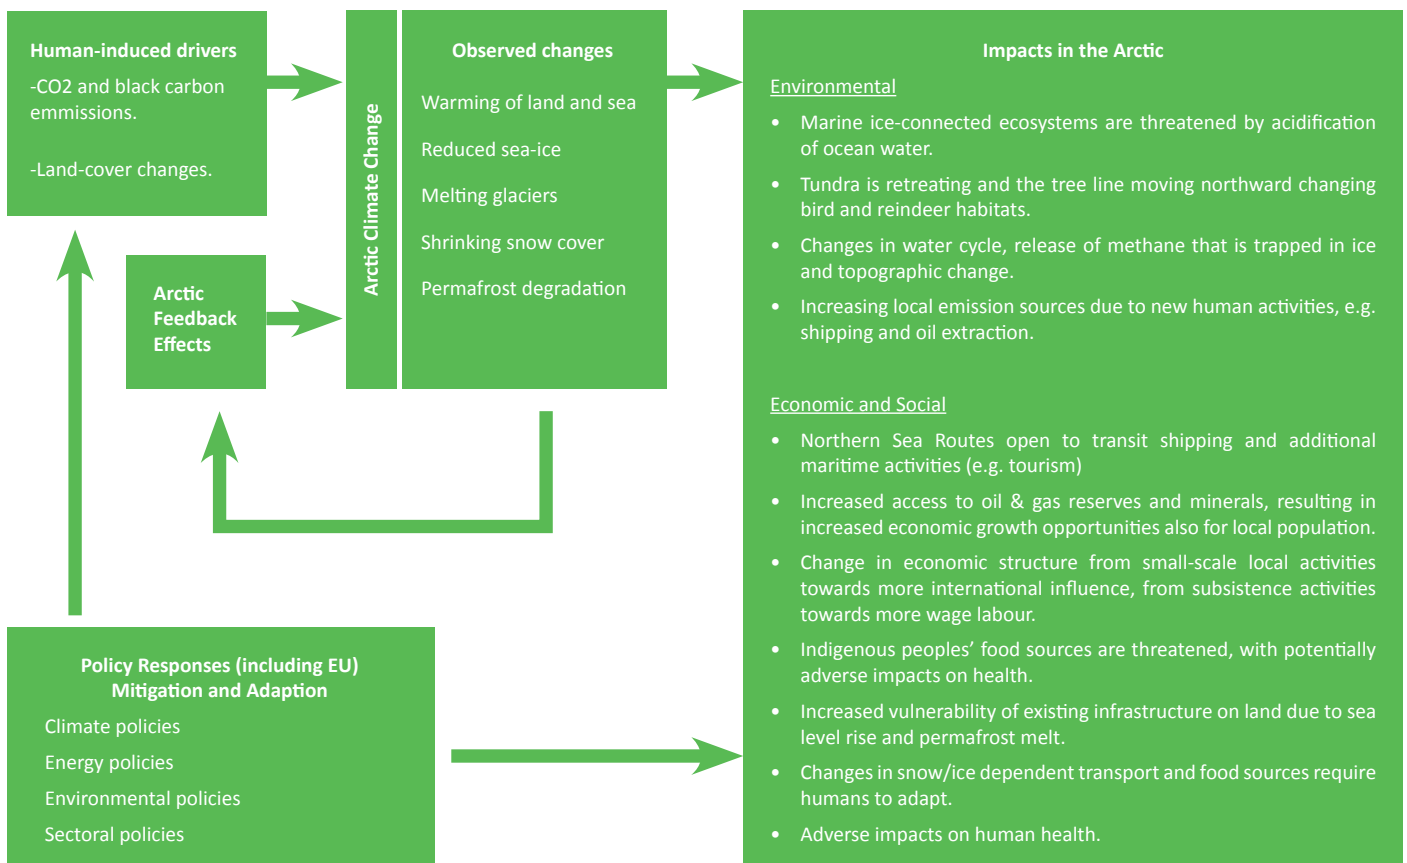 Human-induced drivers
-CO2 and black carbon
emmissions.
-Land-cover changes.
Arctic
Feedback
Effects
Arctic Climate Change
Observed changes
Warming of land and sea
Reduced sea-ice
Melting glaciers
Shrinking snow cover
Permafrost degradation
Policy Responses (including EU)
Mitigation and Adaption
Climate policies
Energy policies
Environmental policies
Sectoral policies
Impacts in the Arctic
Environmental
• Marine ice-connected ecosystems are threatened by acidification
of ocean water.
• Tundra is retreating and the tree line moving northward changing
bird and reindeer habitats.
• Changes in water cycle, release of methane that is trapped in ice
and topographic change.
• Increasing local emission sources due to new human activities, e.g.
shipping and oil extraction.
Economic and Social
• Northern Sea Routes open to transit shipping and additional
maritime activities (e.g. tourism)
• Increased access to oil & gas reserves and minerals, resulting in
increased economic growth opportunities also for local population.
• Change in economic structure from small-scale local activities
towards more international influence, from subsistence activities
towards more wage labour.
• Indigenous peoples’ food sources are threatened, with potentially
adverse impacts on health.
• Increased vulnerability of existing infrastructure on land due to sea
level rise and permafrost melt.
• Changes in snow/ice dependent transport and food sources require
humans to adapt.
• Adverse impacts on human health.